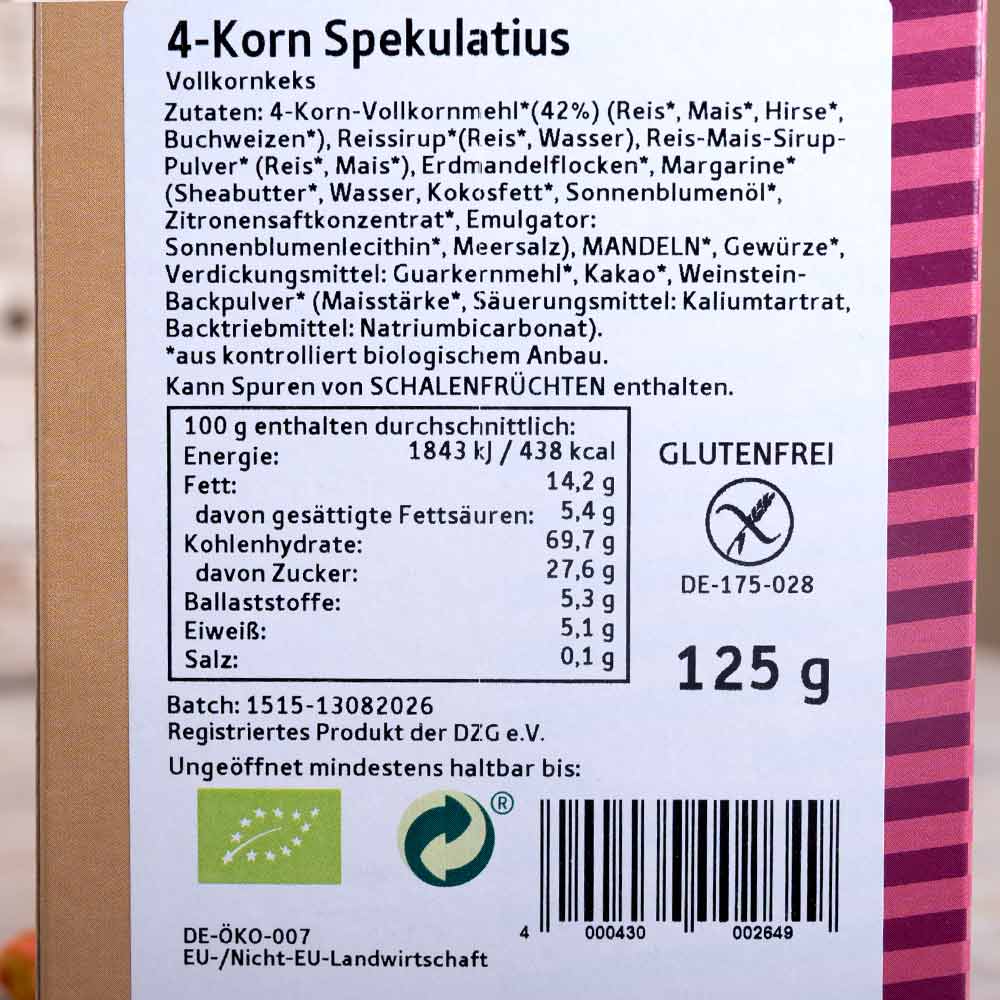 4-Korn Spekulatius
Vollkornkeks
Zutaten: 4-Korn-Vollkornmehl*(42%) (Reis*, Mais*, Hirse*,
Buchweizen*), Reissirup*(Reis*, Wasser), Reis-Mais-Sirup-
Pulver* (Reis*, Mais*), Erdmandelflocken*, Margarine*
(Sheabutter*, Wasser, Kokosfett*, Sonnenblumenöl*,
Zitronensaftkonzentrat*, Emulgator:
Sonnenblumenlecithin*, Meersalz), MANDELN*, Gewürze*,
Verdickungsmittel: Guarkernmehl*, Kakao*, Weinstein-
Backpulver* (Maisstärke*, Säuerungsmittel: Kaliumtartrat,
Backtriebmittel: Natriumbicarbonat).
*aus kontrolliert biologischem Anbau.
Kann Spuren von SCHALENFRÜCHTEN enthalten.
100 g enthalten durchschnittlich:
Energie: 1843 kJ / 438 kcal
Fett: 14,2 g
davon gesättigte Fettsäuren: 5,4 g
Kohlenhydrate: 69,7 g
davon Zucker: 27,6 g
Ballaststoffe: 5,3 g
Eiweiß: 5,1 g
Salz: 0,1 g
GLUTENFREI
DE-175-028
125 g
Batch: 1515-13082026
Registriertes Produkt der DZG e.V.
Ungeöffnet mindestens haltbar bis:
®
4 000430 002649
DE-ÖKO-007
EU-/Nicht-EU-Landwirtschaft